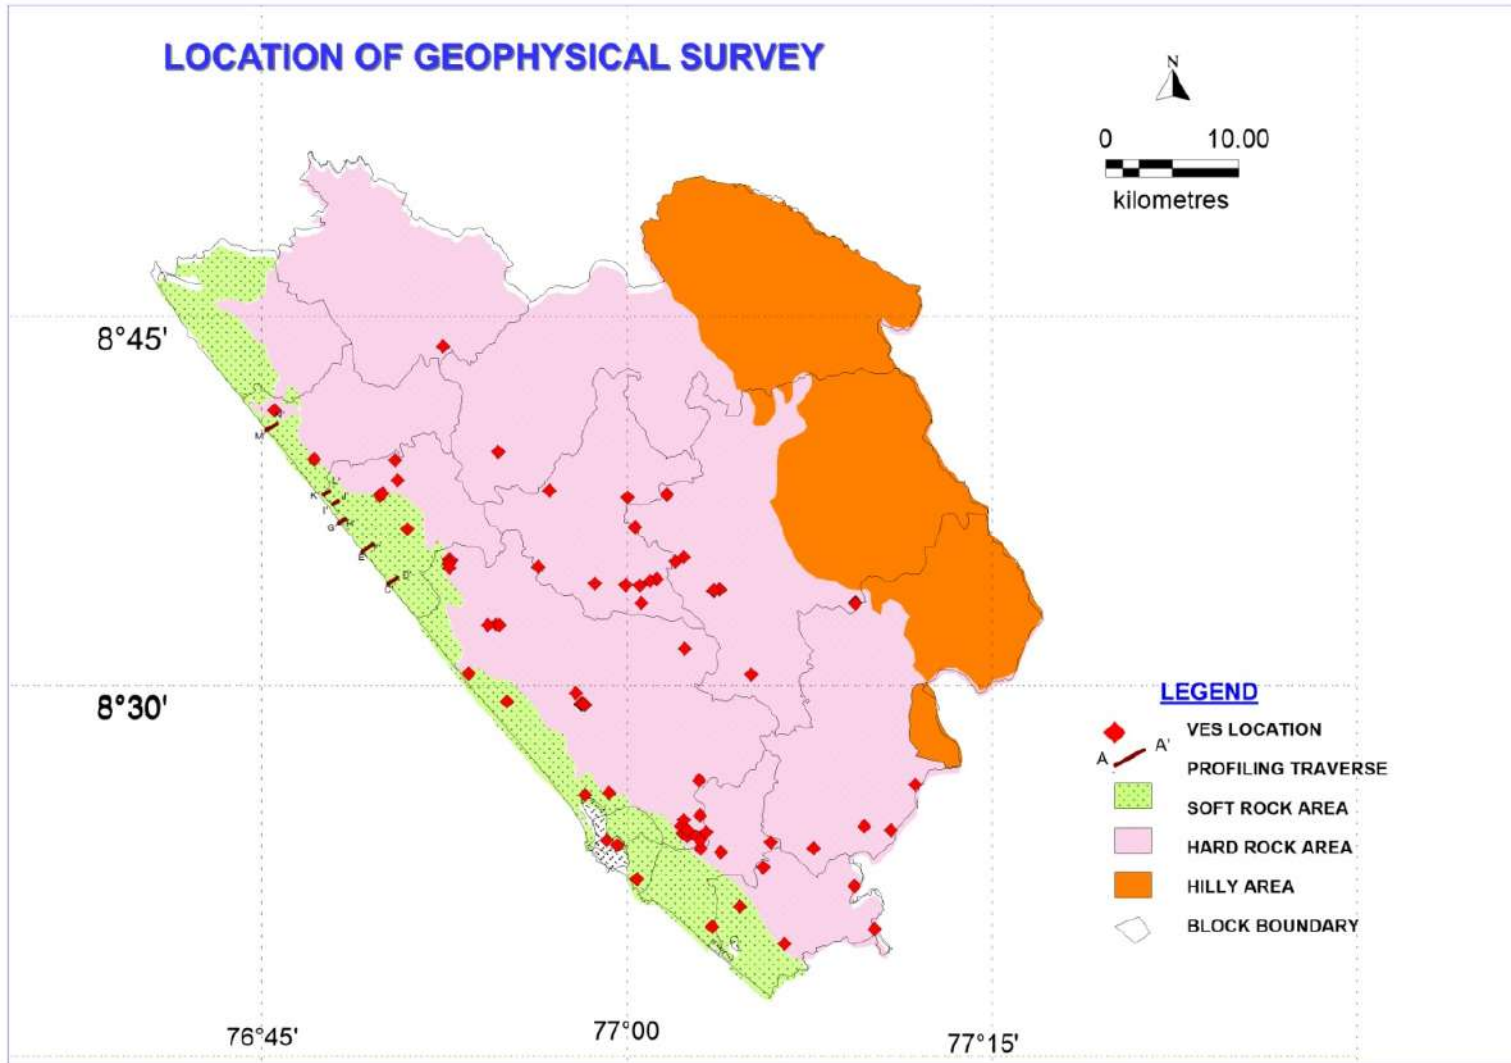 LOCATION OF GEOPHYSICAL SURVEY
N
0 10.00
kilometres
8°45'
M
K
L'
J'
I'
G
E
D'
C'
8°30'
LEGEND
VES LOCATION
A A'
PROFILING TRAVERSE
SOFT ROCK AREA
HARD ROCK AREA
HILLY AREA
BLOCK BOUNDARY
76°45'
77°00
77°15'